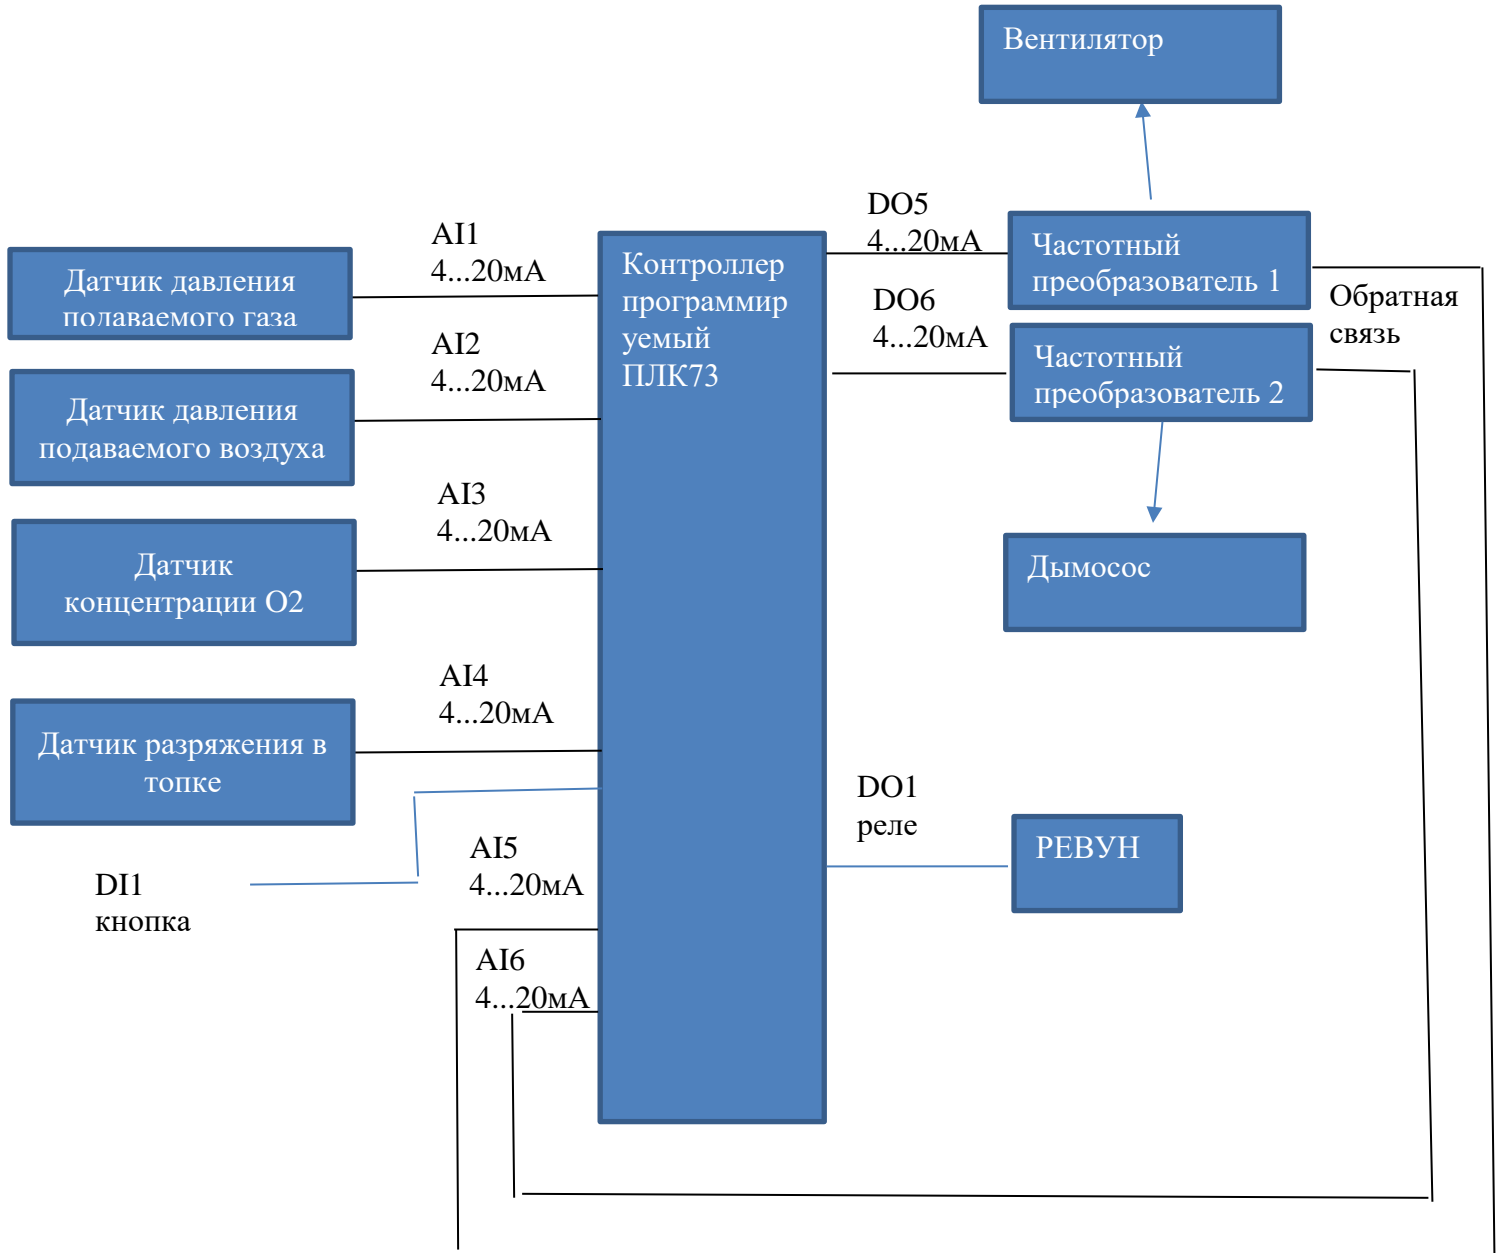 Вентилятор
DO5
4...20мА
Частотный
преобразователь 1
AI1
4...20мА
Контроллер
программир
уемый
ПЛК73
Датчик давления
подаваемого газа
DO6
4...20мА
Обратная
связь
AI2
4...20мА
Частотный
преобразователь 2
Датчик давления
подаваемого воздуха
AI3
4...20мА
Датчик
концентрации О2
Дымосос
AI4
4...20мА
Датчик разряжения в
топке
DO1
реле
РЕВУН
AI5
4...20мА
DI1
кнопка
AI6
4...20мА